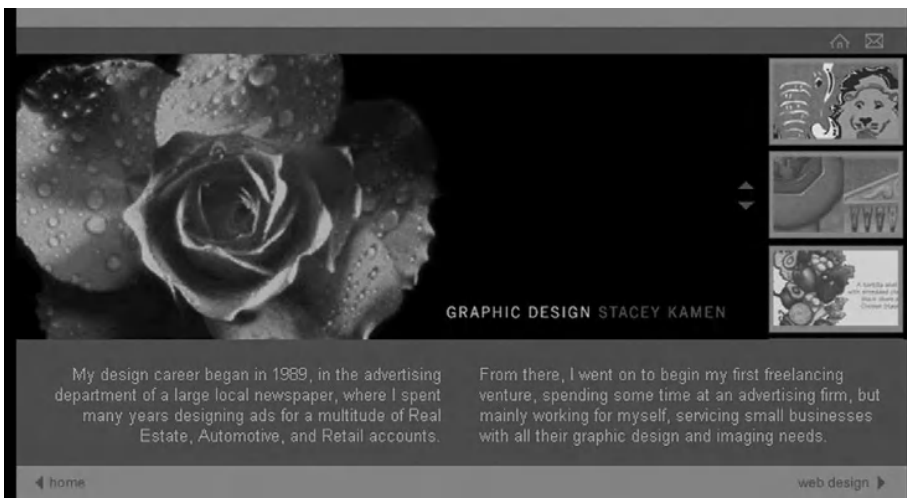 A tortilla
with
GRAPHIC DESIGN STACEY KAMEN
My design career began in 1989, in the advertising
department of a large local newspaper, where I spent
many years designing ads for a multitude of Real
Estate, Automotive, and Retail accounts.
From there, I went on to begin my first freelancing
venture, spending some time at an advertising firm, but
mainly working for myself, servicing small businesses
with all their graphic design and imaging needs.
home
web design